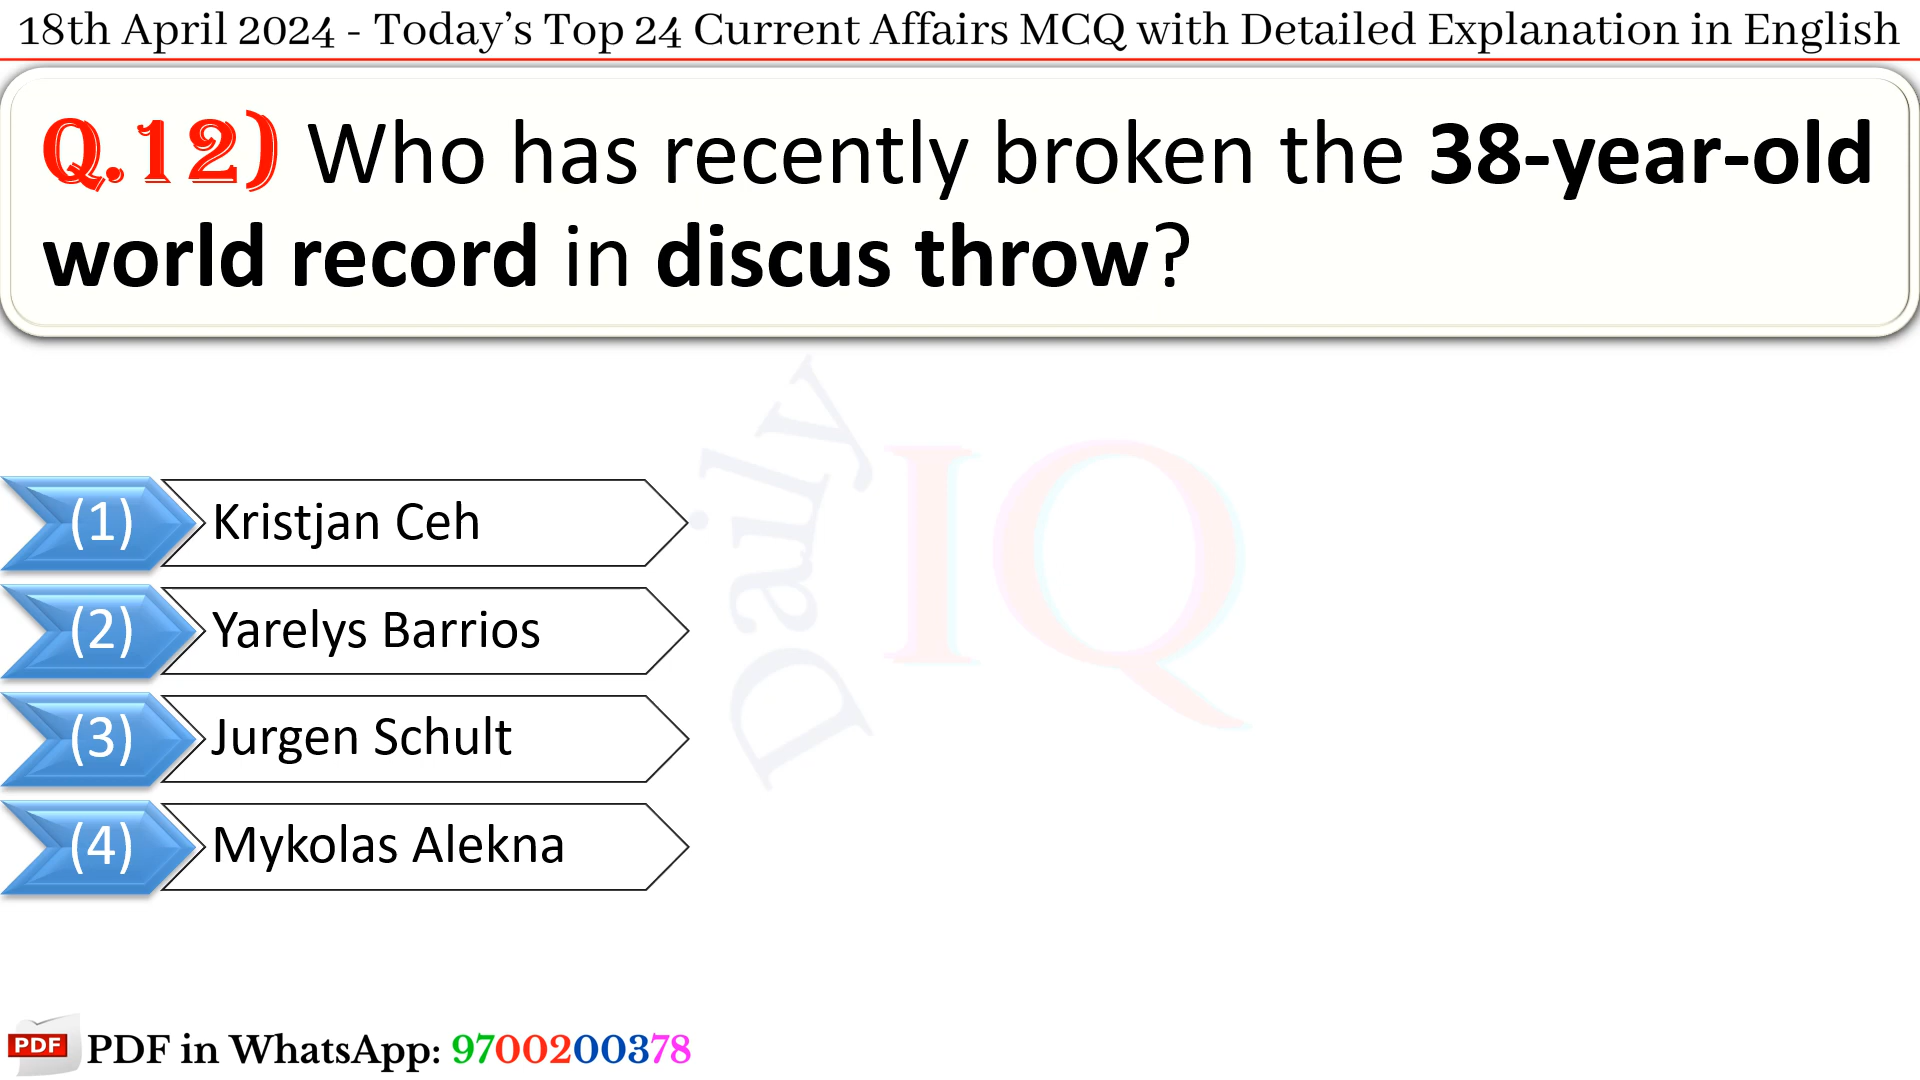 18th April 2024 - Today’s Top 24 Current Affairs MCQ with Detailed Explanation in English
Q.12) Who has recently broken the 38-year-old
world record in discus throw?
Daily IQ
(1) Kristjan Ceh
(2) Yarelys Barrios
(3) Jurgen Schult
(4) Mykolas Alekna
PDF PDF in WhatsApp: 9700200378